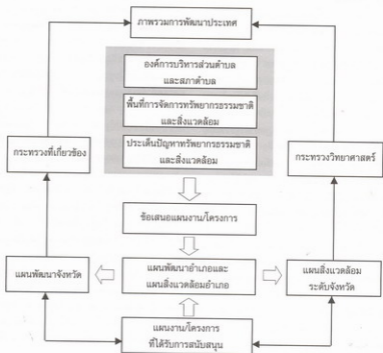 ภาพรวมการพัฒนาประเทศ
องค์การบริหารส่วนตำบล
และสภาตำบล
พื้นที่การจัดการทรัพยากรธรรมชาติ
และสิ่งแวดล้อม
ประเด็นปัญหาทรัพยากรธรรมชาติ
และสิ่งแวดล้อม
กระทรวงที่เกี่ยวข้อง
กระทรวงวิทยาศาสตร์
ข้อเสนอแผนงาน/โครงการ
แผนพัฒนาจังหวัด
แผนพัฒนาอำเภอและ
แผนสิ่งแวดล้อมอำเภอ
แผนสิ่งแวดล้อม
ระดับจังหวัด
แผนงาน/โครงการ
ที่ได้รับการสนับสนุน